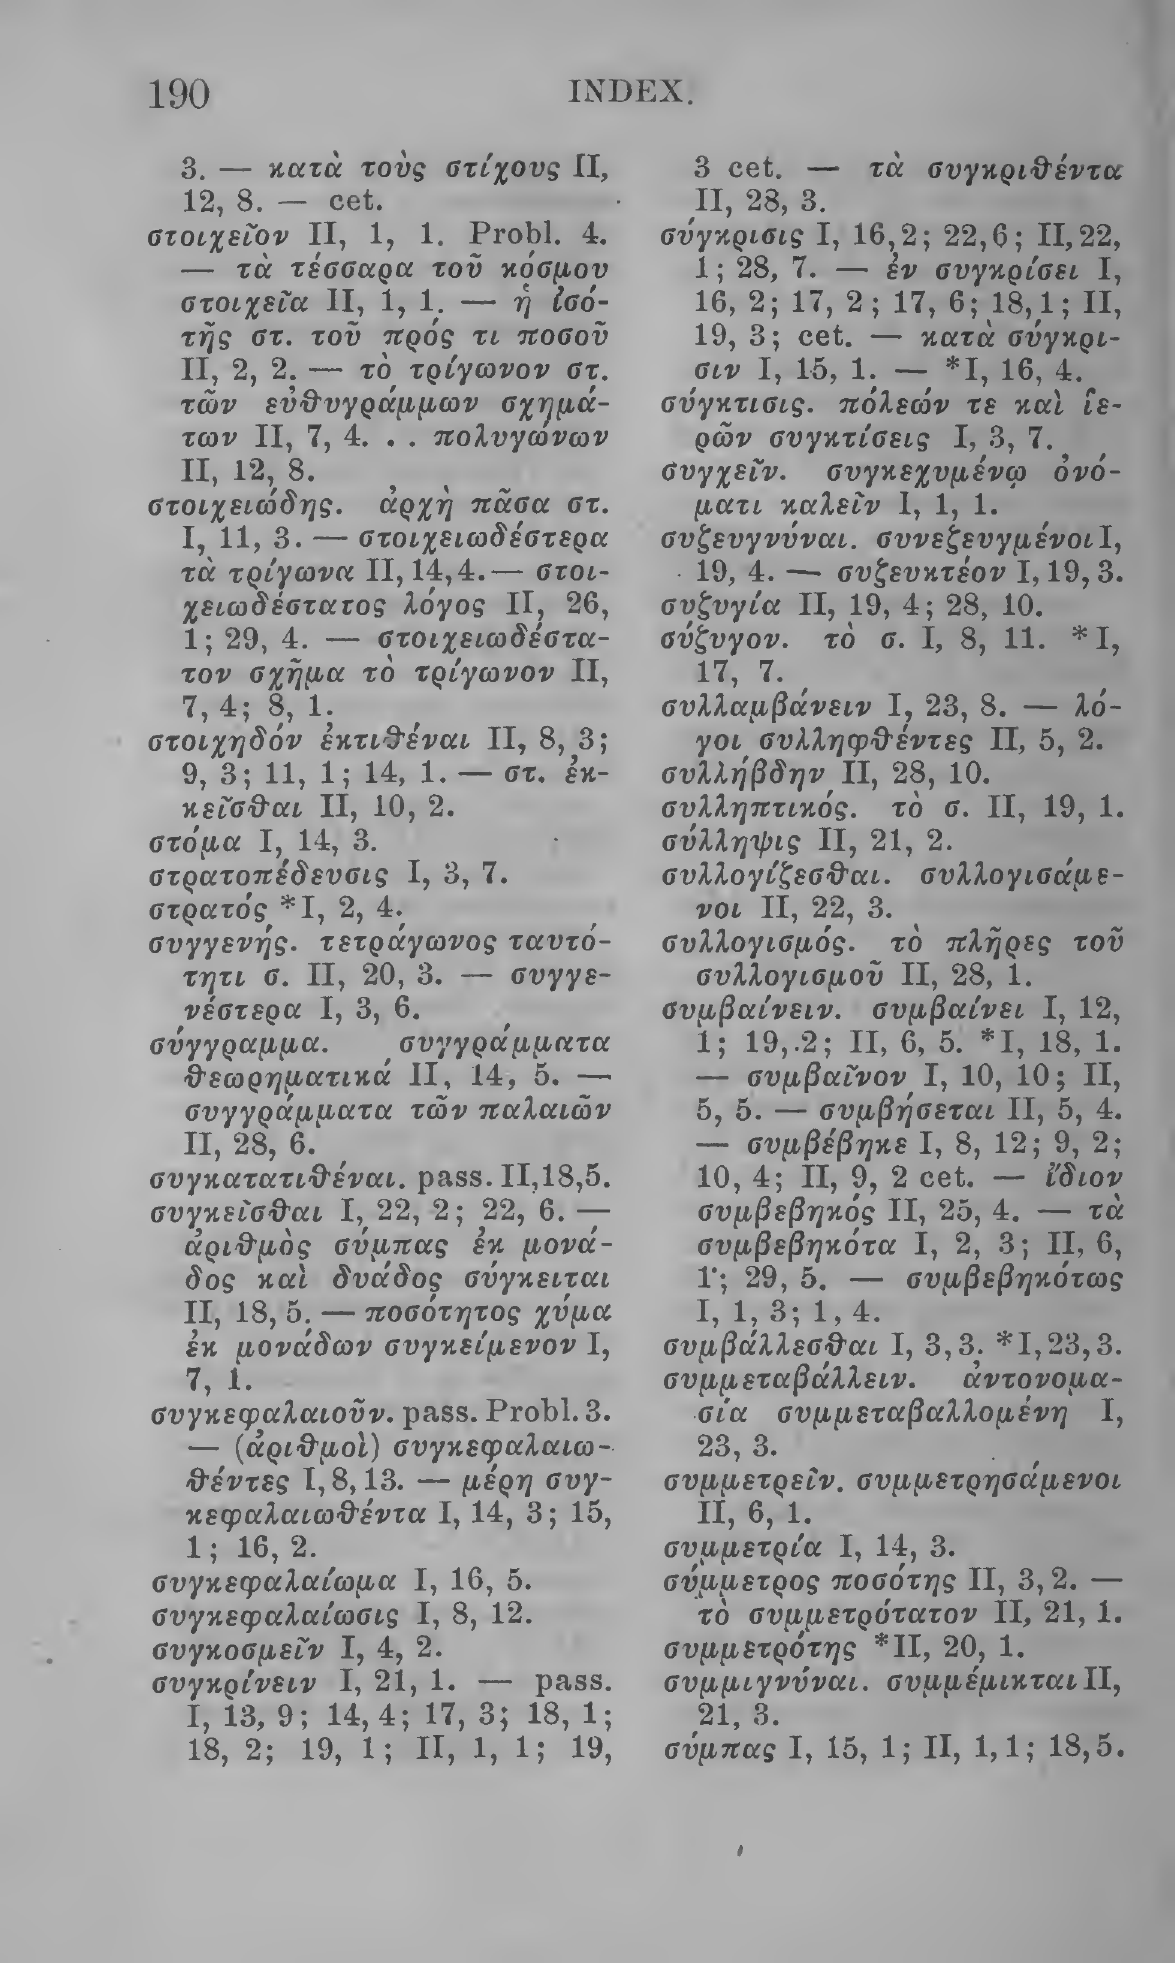 190
INDEX.
3. — κατὰ τοὺς στίχους II,
12, 8. — cet.
στοιχεῖον II, 1, 1. Probl. 4.
— τὰ τέσσαρα τοῦ κόσμου
στοιχεῖα II, 1, 1. — ἡ ἰσό-
τῆς στ. τοῦ πρός τι ποσοῦ
II, 2, 2. — τὸ τρίγωνον στ.
τῶν εὐθυγράμμων σχημά-
των II, 7, 4. . . πολυγώνων
II, 12, 8.
στοιχειώδης. ἀρχὴ πᾶσα στ.
I, 11, 3. — στοιχειωδέστερα
τὰ τρίγωνα II, 14, 4. — στοι-
χειωδέστατος λόγος II, 26,
1; 29, 4. — στοιχειωδέστα-
τον σχῆμα τὸ τρίγωνον II,
7, 4; 8, 1.
στοιχηδόν ἐκτιθέναι II, 8, 3;
9, 3; 11, 1; 14, 1. — στ. ἐκ-
κεῖσθαι II, 10, 2.
στόμα I, 14, 3.
στρατοπέδευσις I, 3, 7.
στρατός *I, 2, 4.
συγγενής. τετράγωνος ταυτό-
τητι σ. II, 20, 3. — συγγε-
νέστερα I, 3, 6.
σύγγραμμα. συγγράμματα
θεωρηματικά II, 14, 5. —
συγγράμματα τῶν παλαιῶν
II, 28, 6.
συγκατατιθέναι. pass. II, 18, 5.
συγκεῖσθαι I, 22, 2; 22, 6. —
ἀριθμὸς σύμπας ἐκ μονά-
δος καὶ δυάδος σύγκειται
II, 18, 5. — ποσότητος χύμα
ἐκ μονάδων συγκείμενον I,
7, 1.
συγκεφαλαιοῦν. pass. Probl. 3.
— (ἀριθμοὶ) συγκεφαλαιω-
θέντες I, 8, 13. — μέρη συγ-
κεφαλαιωθέντα I, 14, 3; 15,
1; 16, 2.
συγκεφαλαίωμα I, 16, 5.
συγκεφαλαίωσις I, 8, 12.
συγκοσμεῖν I, 4, 2.
συγκρίνειν I, 21, 1. — pass.
I, 13, 9; 14, 4; 17, 3; 18, 1;
18, 2; 19, 1; II, 1, 1; 19,
3 cet. — τὰ συγκριθέντα
II, 28, 3.
σύγκρισις I, 16, 2; 22, 6; II, 22,
1; 28, 7. — ἐν συγκρίσει I,
16, 2; 17, 2; 17, 6; 18, 1; II,
19, 3; cet. — κατὰ σύγκρι-
σιν I, 15, 1. — *I, 16, 4.
σύγκτισις. πόλεών τε καὶ ἱε-
ρῶν συγκτίσεις I, 3, 7.
συγχεῖν. συγκεχυμένῳ ὀνό-
ματι καλεῖν I, 1, 1.
συζευγνύναι. συνεζευγμένοι I,
19, 4. — συζευκτέον I, 19, 3.
συζυγία II, 19, 4; 28, 10.
σύζυγον. τὸ σ. I, 8, 11. *I,
17, 7.
συλλαμβάνειν I, 23, 8. — λό-
γοι συλληφθέντες II, 5, 2.
συλλήβδην II, 28, 10.
συλληπτικός. τὸ σ. II, 19, 1.
σύλληψις II, 21, 2.
συλλογίζεσθαι. συλλογισάμε-
νοι II, 22, 3.
συλλογισμός. τὸ πλῆρες τοῦ
συλλογισμοῦ II, 28, 1.
συμβαίνειν. συμβαίνει I, 12,
1; 19, 2; II, 6, 5. *I, 18, 1.
— συμβαῖνον I, 10, 10; II,
5, 5. — συμβήσεται II, 5, 4.
— συμβέβηκε I, 8, 12; 9, 2;
10, 4; II, 9, 2 cet. — ἴδιον
συμβεβηκός II, 25, 4. — τὰ
συμβεβηκότα I, 2, 3; II, 6,
1; 29, 5. — συμβεβηκότως
I, 1, 3; 1, 4.
συμβάλλεσθαι I, 3, 3. *I, 23, 3.
συμμεταβάλλειν. ἀντονομα-
σία συμμεταβαλλομένη I,
23, 3.
συμμετρεῖν. συμμετρησάμενοι
II, 6, 1.
συμμετρία I, 14, 3.
σύμμετρος ποσότης II, 3, 2. —
τὸ συμμετρότατον II, 21, 1.
συμμετρότης *II, 20, 1.
συμμιγνύναι. συμμέμικται II,
21, 3.
σύμπας I, 15, 1; II, 1, 1; 18, 5.